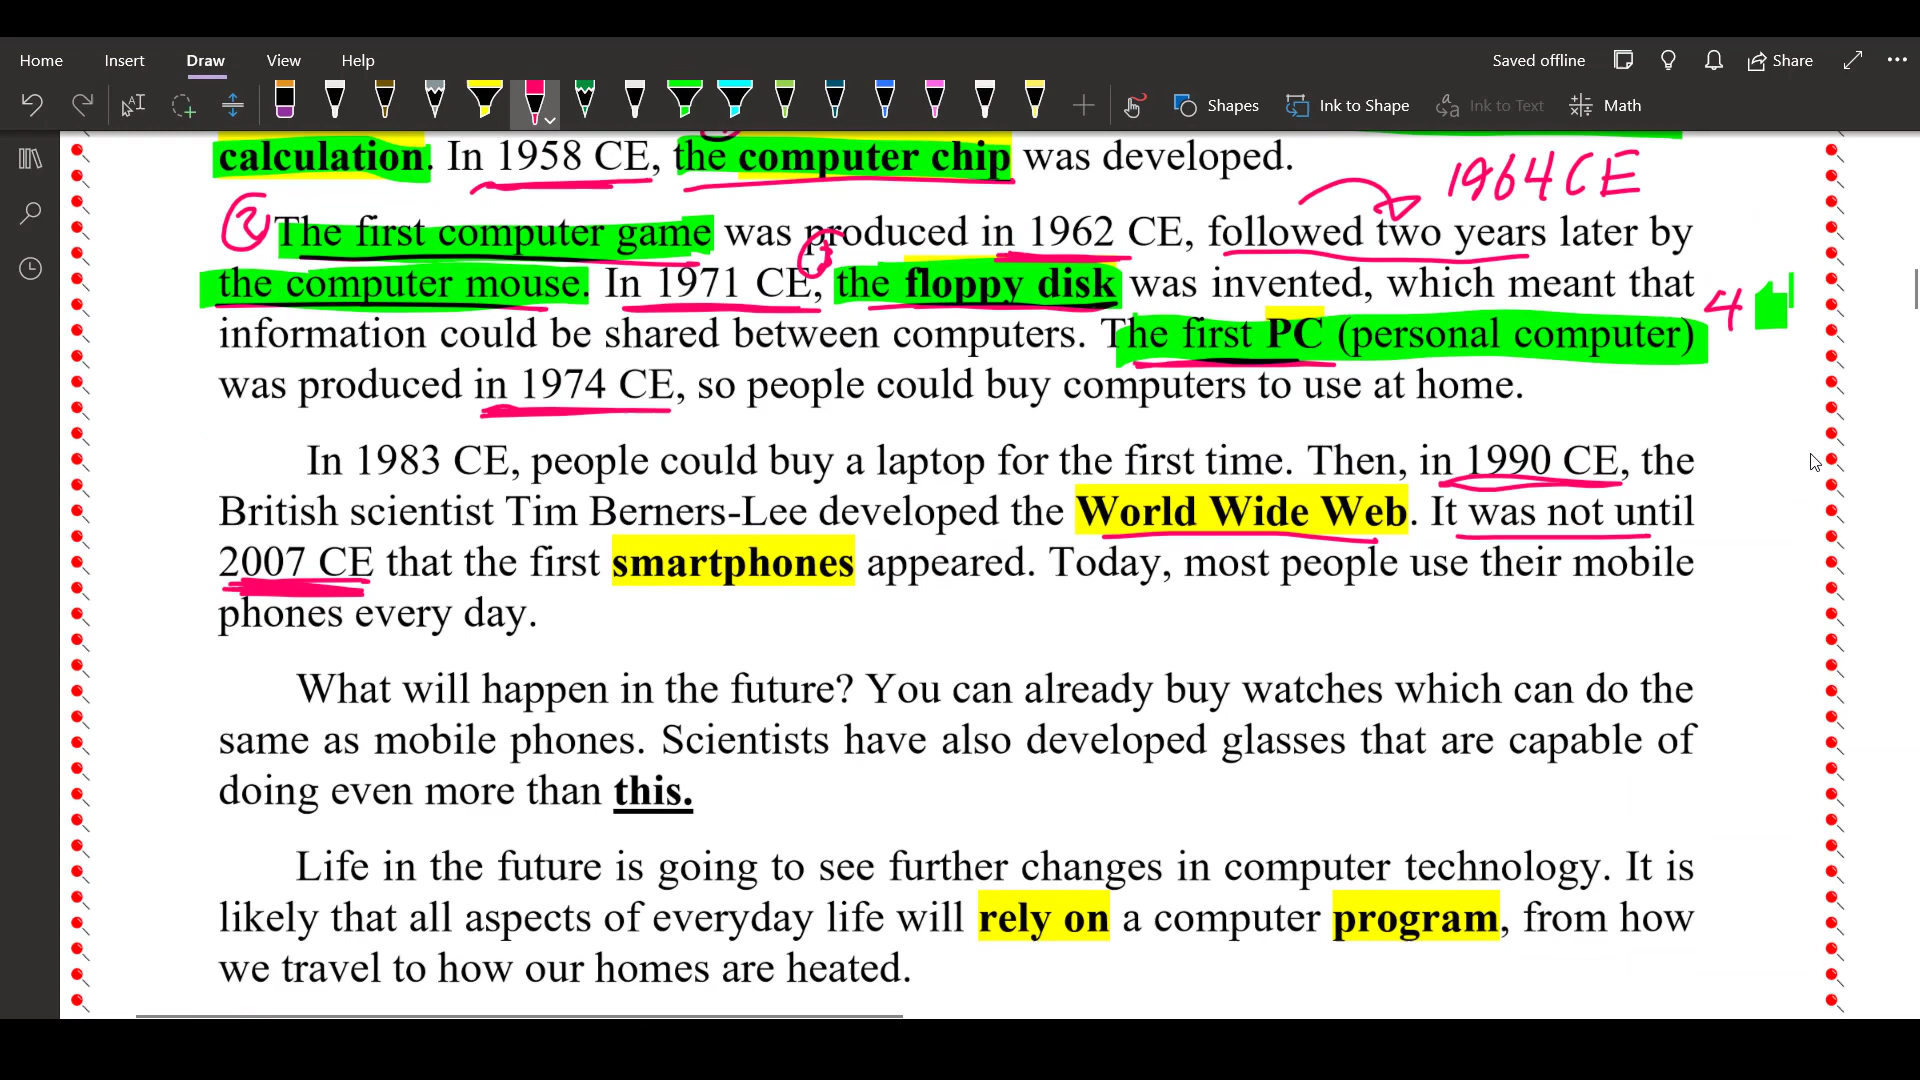 Home Insert Draw View Help Saved offline Share
Shapes Ink to Shape Ink to Text Math
calculation. In 1958 CE, the computer chip was developed.
1964 CE
2 The first computer game was produced in 1962 CE, followed two years later by
3
the computer mouse. In 1971 CE, the floppy disk was invented, which meant that
4
information could be shared between computers. The first PC (personal computer)
was produced in 1974 CE, so people could buy computers to use at home.
In 1983 CE, people could buy a laptop for the first time. Then, in 1990 CE, the
British scientist Tim Berners-Lee developed the World Wide Web. It was not until
2007 CE that the first smartphones appeared. Today, most people use their mobile
phones every day.
What will happen in the future? You can already buy watches which can do the
same as mobile phones. Scientists have also developed glasses that are capable of
doing even more than this.
Life in the future is going to see further changes in computer technology. It is
likely that all aspects of everyday life will rely on a computer program, from how
we travel to how our homes are heated.